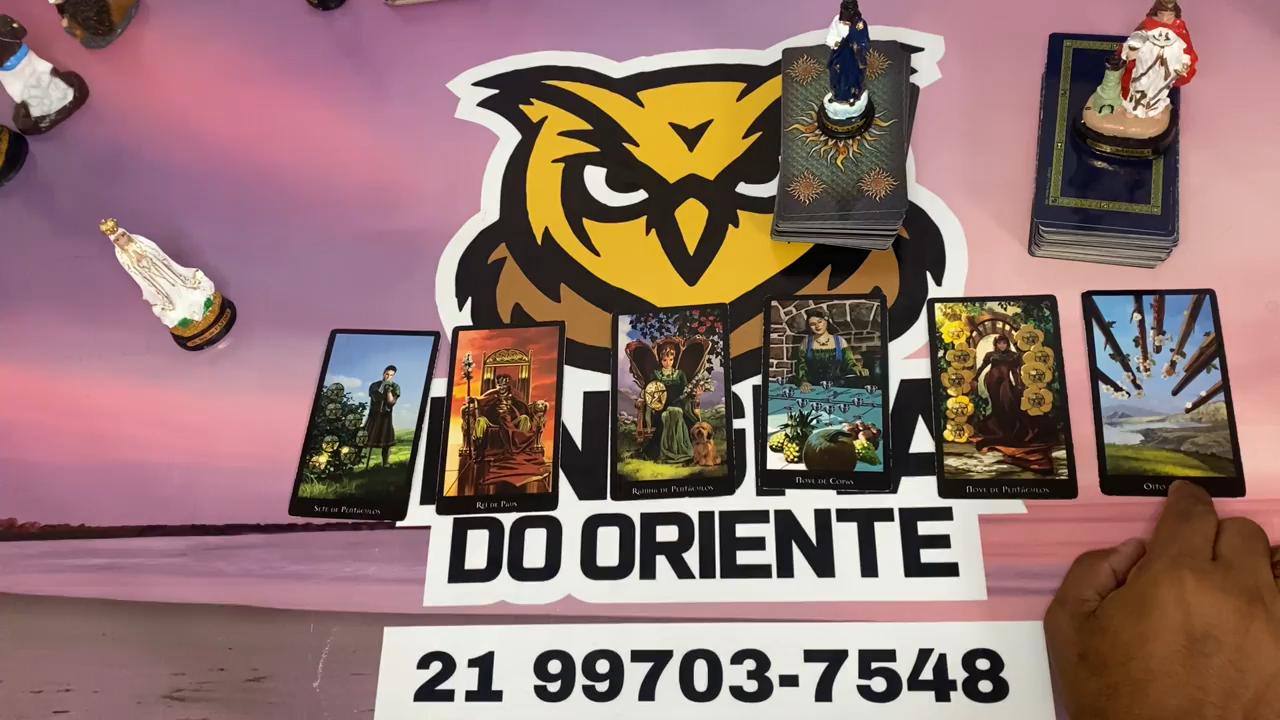 SETE DE PENTÁCULOS
REI DE PAUS
RAINHA DE PENTÁCULOS
NOVE DE COPAS
NOVE DE PENTÁCULOS
OITO
DO ORIENTE
21 99703-7548